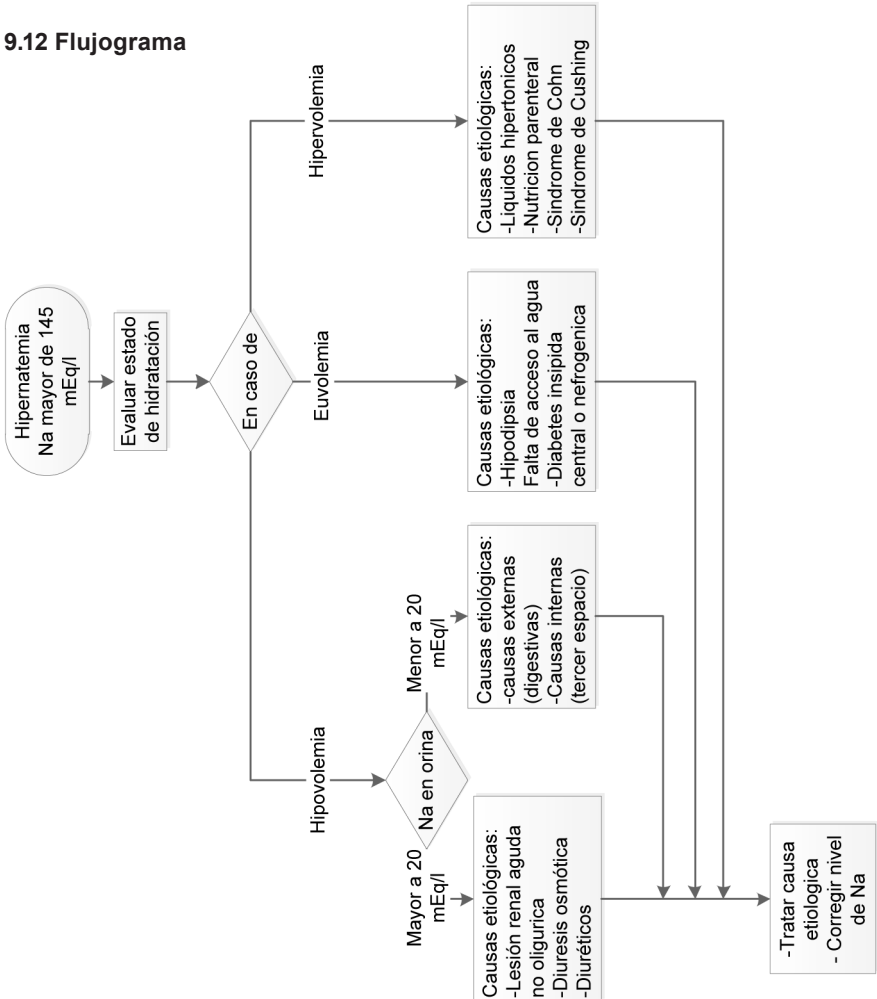 9.12 Flujograma
Hipernatemia
Na mayor de 145
mEq/l
Evaluar estado
de hidratación
En caso de
Hipovolemia
Euvolemia
Hipervolemia
Na en orina
Mayor a 20
mEq/l
Menor a 20
mEq/l
Causas etiológicas:
-Lesión renal aguda
no oligurica
-Diuresis osmótica
-Diuréticos
Causas etiológicas:
-causas externas
(digestivas)
-Causas internas
(tercer espacio)
Causas etiológicas:
-Hipodipsia
Falta de acceso al agua
-Diabetes insipida
central o nefrogenica
Causas etiológicas:
-Liquidos hipertonicos
-Nutricion parenteral
-Sindrome de Cohn
-Sindrome de Cushing
-Tratar causa
etiologica
- Corregir nivel
de Na